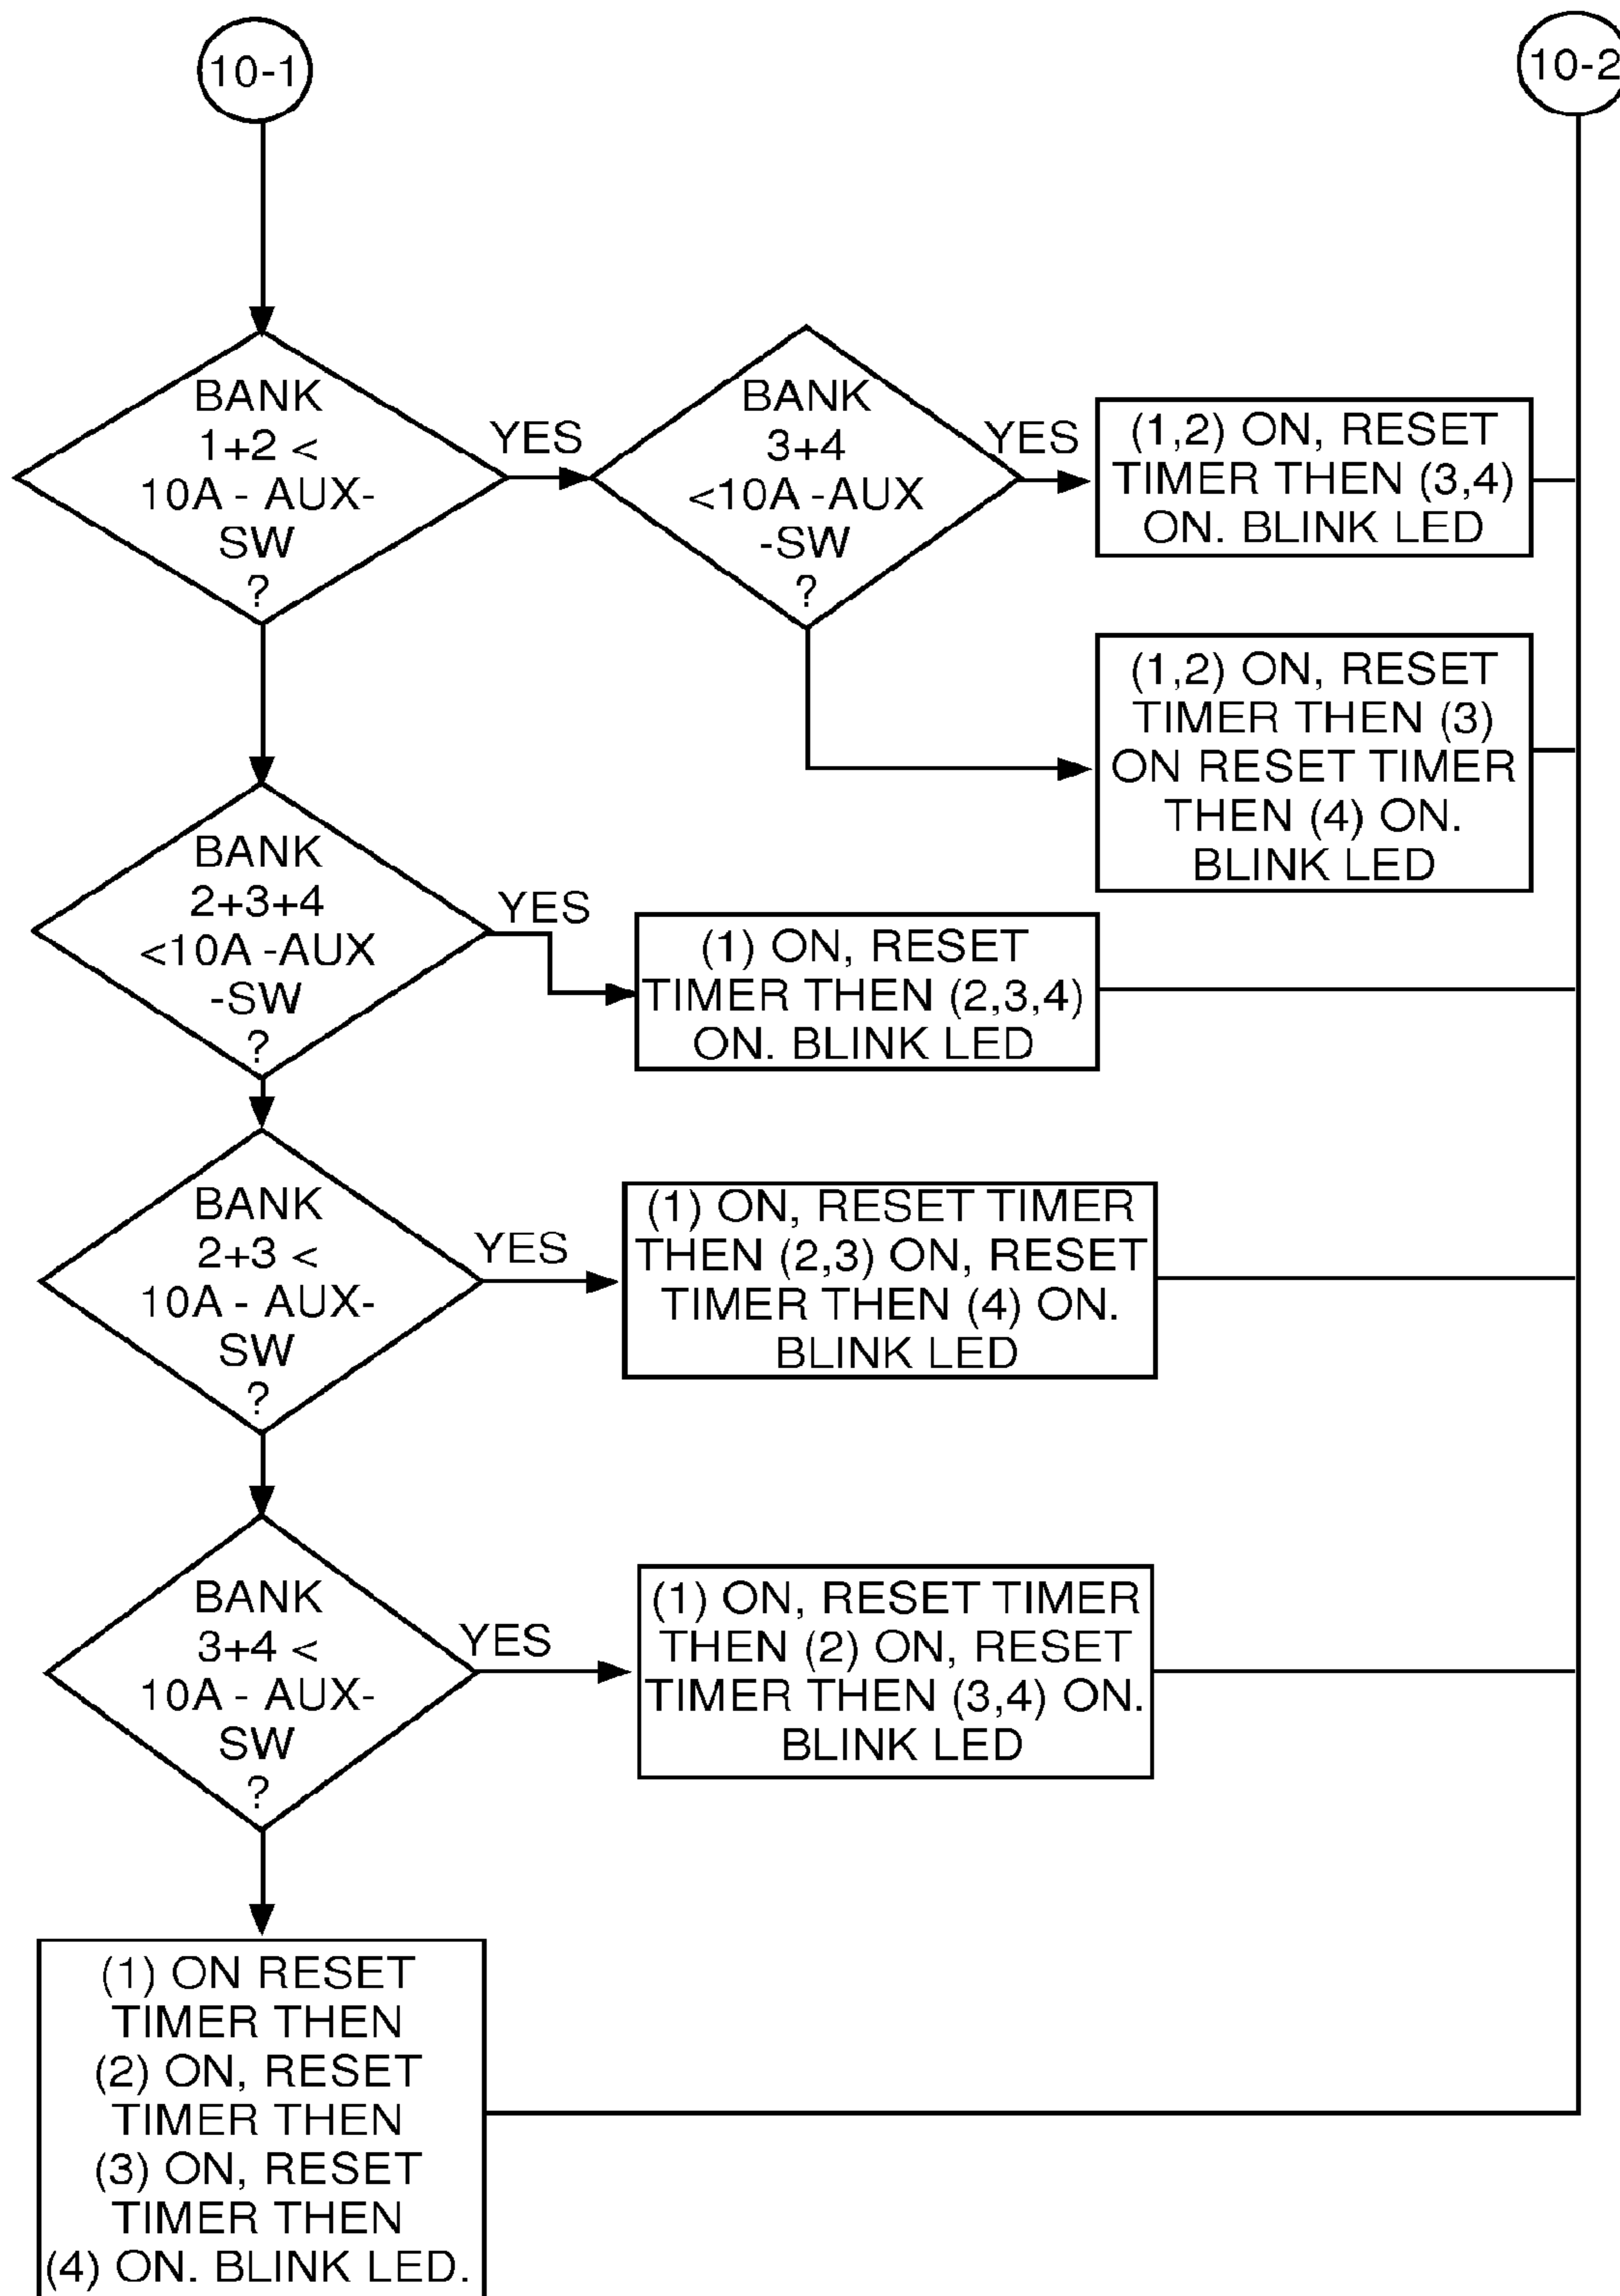 10-1
10-2
BANK
1+2 <
10A - AUX-
SW
?
YES
BANK
3+4
<10A -AUX
-SW
?
YES
(1,2) ON, RESET
TIMER THEN (3,4)
ON. BLINK LED
(1,2) ON, RESET
TIMER THEN (3)
ON RESET TIMER
THEN (4) ON.
BLINK LED
BANK
2+3+4
<10A -AUX
-SW
?
YES
(1) ON, RESET
TIMER THEN (2,3,4)
ON. BLINK LED
BANK
2+3 <
10A - AUX-
SW
?
YES
(1) ON, RESET TIMER
THEN (2,3) ON, RESET
TIMER THEN (4) ON.
BLINK LED
BANK
3+4 <
10A - AUX-
SW
?
YES
(1) ON, RESET TIMER
THEN (2) ON, RESET
TIMER THEN (3,4) ON.
BLINK LED
(1) ON RESET
TIMER THEN
(2) ON, RESET
TIMER THEN
(3) ON, RESET
TIMER THEN
(4) ON. BLINK LED.